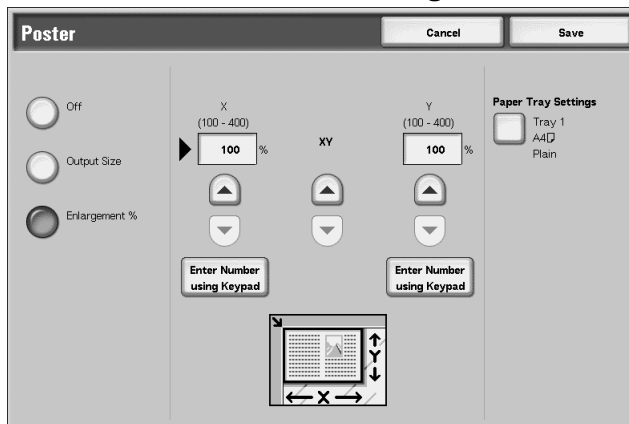 Poster
Cancel
Save
Off
Output Size
Enlargement %
X
(100 - 400)
100 %
Enter Number
using Keypad
XY
Y
(100 - 400)
100 %
Enter Number
using Keypad
Paper Tray Settings
Tray 1
A4
Plain
Y
X